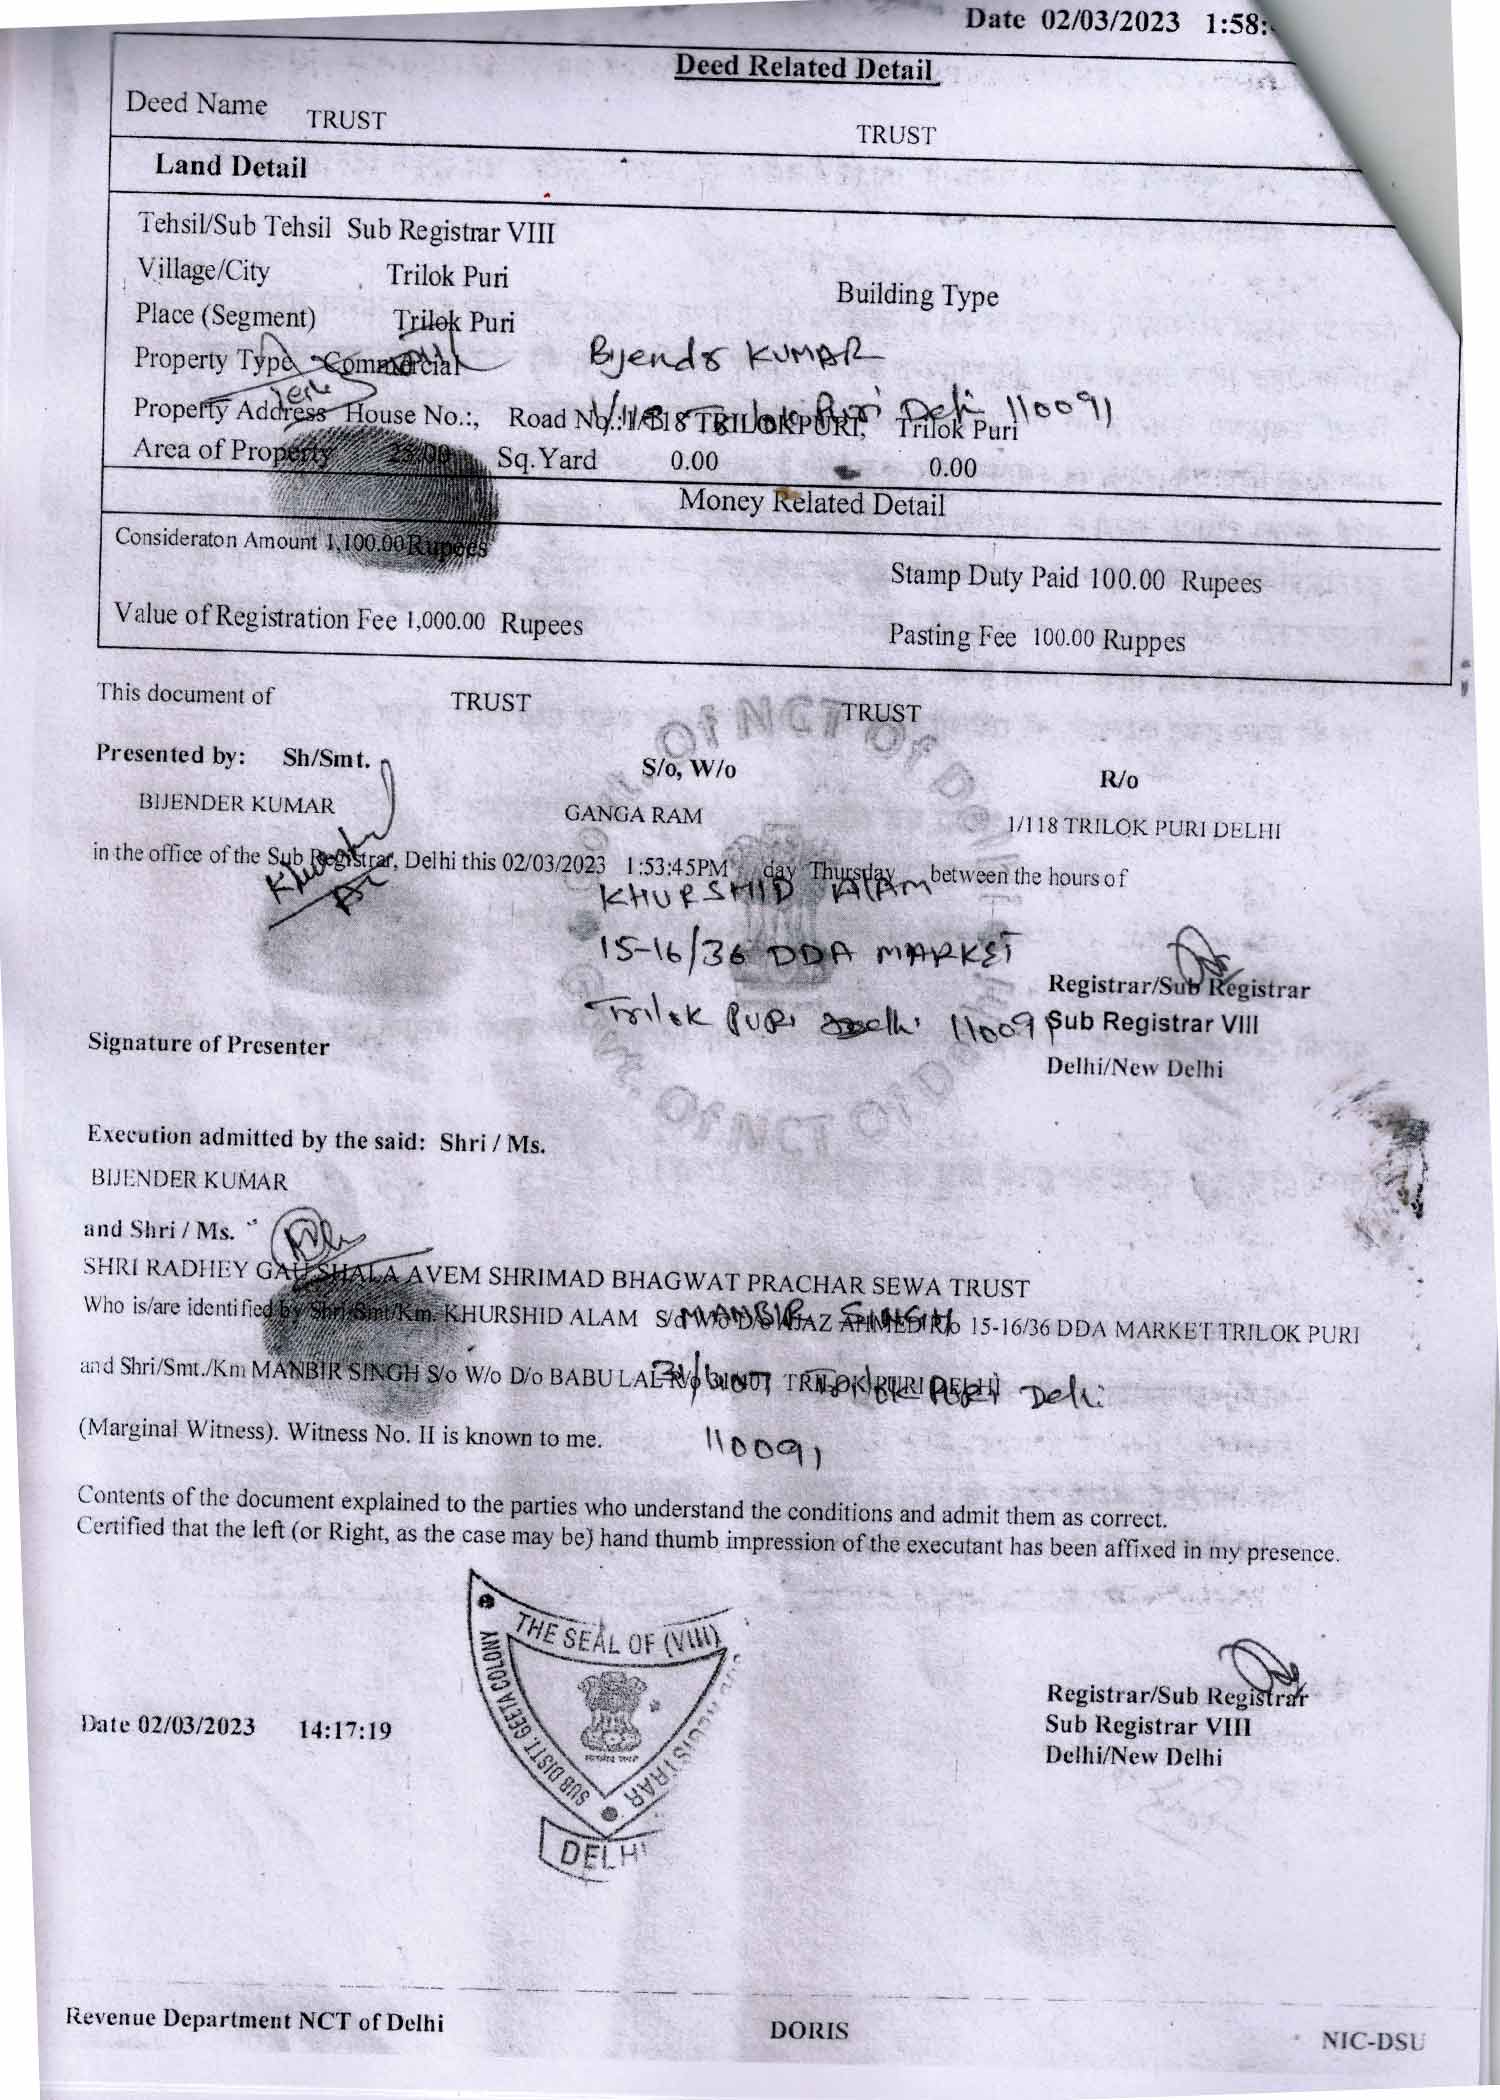 Date 02/03/2023 1:58:
Deed Related Detail
Deed Name TRUST TRUST
Land Detail
Tehsil/Sub Tehsil Sub Registrar VIII
Village/City Trilok Puri Building Type
Place (Segment) Trilok Puri
Property Type Commercial
Bijendr KUMAR
Property Address House No.:, Road No.:1/118 TRILOKPURI, Trilok Puri
1/118 Trilok Puri Delhi 110091
Area of Property Sq.Yard 0.00 0.00
Money Related Detail
Consideraton Amount 1,100.00 Rupees
Stamp Duty Paid 100.00 Rupees
Value of Registration Fee 1,000.00 Rupees
Pasting Fee 100.00 Ruppes
This document of TRUST TRUST
Presented by: Sh/Smt. S/o, W/o R/o
BIJENDER KUMAR GANGA RAM 1/118 TRILOK PURI DELHI
in the office of the Sub Registrar, Delhi this 02/03/2023 1:53:45PM day Thursday between the hours of
Khurshid
KHURSHID AlAM
15-16/36 DDA MARKET
Trilok PURI Delhi 110091
Registrar/Sub Registrar
Sub Registrar VIII
Delhi/New Delhi
Signature of Presenter
Govt. Of NCT Of Delhi
Govt. Of NCT Of Delhi
Execution admitted by the said: Shri / Ms.
BIJENDER KUMAR
and Shri / Ms.
SHRI RADHEY GAU SHALA AVEM SHRIMAD BHAGWAT PRACHAR SEWA TRUST
Who is/are identified by Shri/Smt/Km. KHURSHID ALAM S/o W/o D/o AIJAZ AHMED R/o 15-16/36 DDA MARKET TRILOK PURI
MANBIR SINGH
and Shri/Smt./Km MANBIR SINGH S/o W/o D/o BABU LAL R/o TRILOK PURI DELHI
Trilok PURI Delhi
110091
(Marginal Witness). Witness No. II is known to me.
Contents of the document explained to the parties who understand the conditions and admit them as correct.
Certified that the left (or Right, as the case may be) hand thumb impression of the executant has been affixed in my presence.
THE SEAL OF (VIII)
SUB REGISTRAR
SUB DISTT. GEETA COLONY
DELHI
Date 02/03/2023 14:17:19
Registrar/Sub Registrar
Sub Registrar VIII
Delhi/New Delhi
Revenue Department NCT of Delhi DORIS NIC-DSU